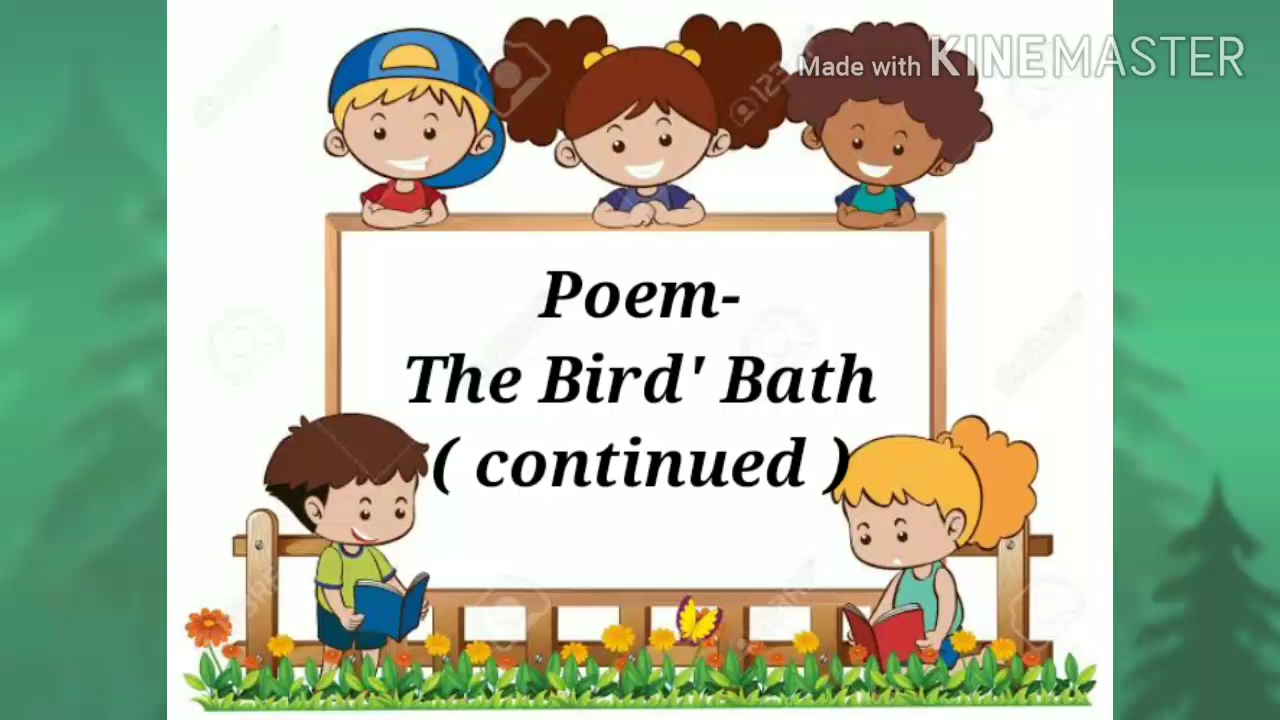 Made with KINEMASTER
Poem-
The Bird' Bath
( continued )